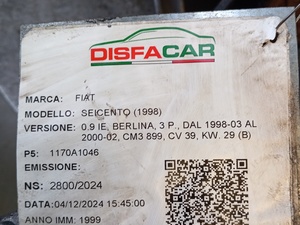 DISFACAR
MARCA: FIAT
MODELLO: SEICENTO (1998)
VERSIONE: 0.9 IE, BERLINA, 3 P., DAL 1998-03 AL
2000-02, CM3 899, CV 39, KW. 29 (B)
P5: 1170A1046
EMISSIONE:
NS: 2800/2024
DATA:04/12/2024 15:45:00
ANNO IMM: 1999